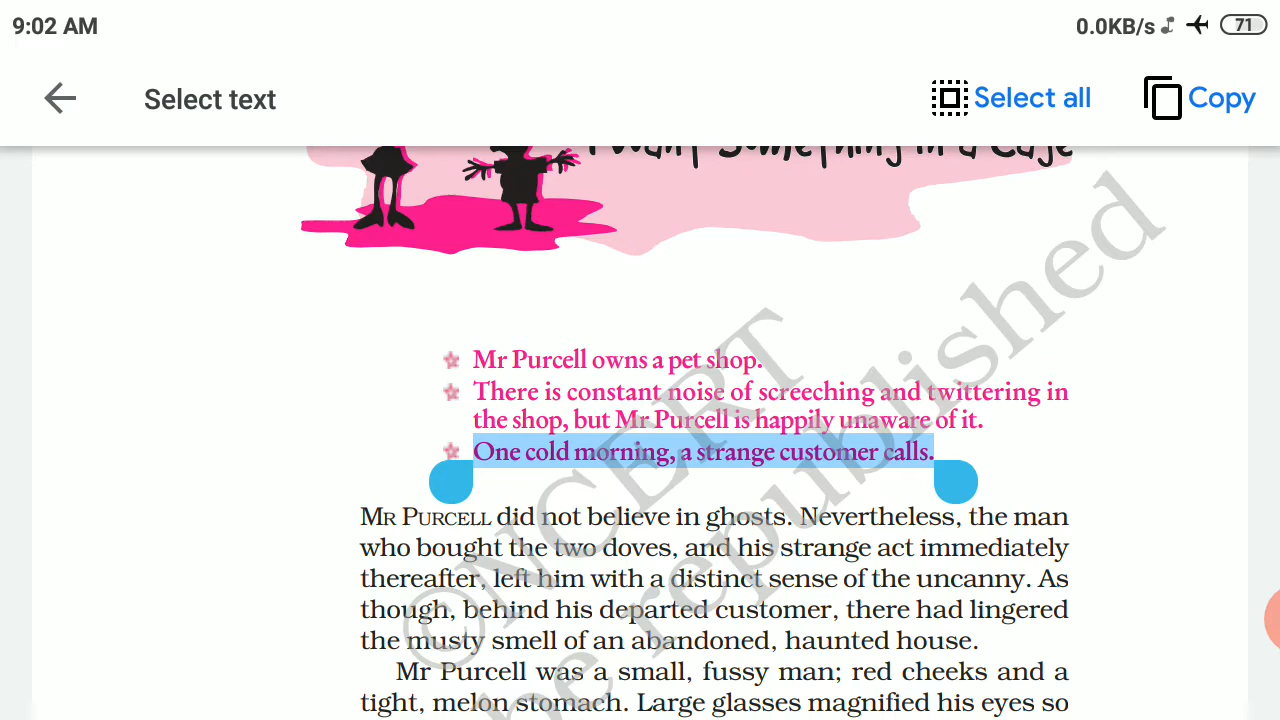 9:02 AM
0.0KB/s 71
Select text
Select all
Copy
I Want Something in a Cage
Mr Purcell owns a pet shop.
There is constant noise of screeching and twittering in
the shop, but Mr Purcell is happily unaware of it.
One cold morning, a strange customer calls.
MR PURCELL did not believe in ghosts. Nevertheless, the man
who bought the two doves, and his strange act immediately
thereafter, left him with a distinct sense of the uncanny. As
though, behind his departed customer, there had lingered
the musty smell of an abandoned, haunted house.
Mr Purcell was a small, fussy man; red cheeks and a
tight, melon stomach. Large glasses magnified his eyes so
©NCERT
be republished